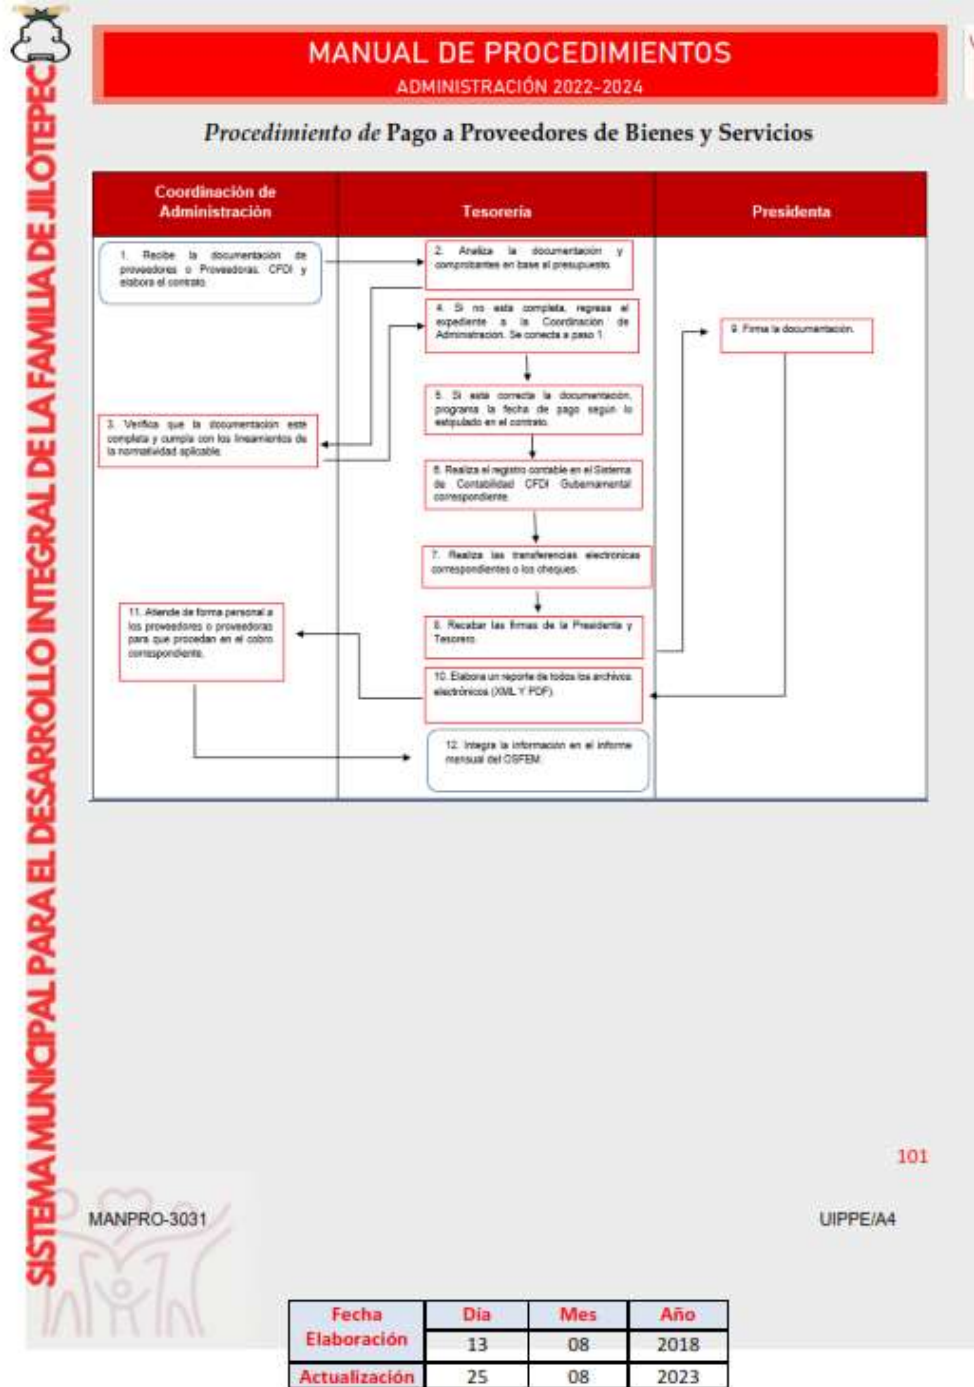 SISTEMA MUNICIPAL PARA EL DESARROLLO INTEGRAL DE LA FAMILIA DE JILOTEPEC
MANUAL DE PROCEDIMIENTOS
ADMINISTRACIÓN 2022-2024
Procedimiento de Pago a Proveedores de Bienes y Servicios
Coordinación de
Administración
Tesorería
Presidenta
1. Recibe la documentación de
proveedores o Proveedoras. CFDI y
elabora el contrato.
2. Analiza la documentación y
comprobantes en base al presupuesto.
3. Verifica que la documentación este
completa y cumpla con los lineamientos de
la normatividad aplicable.
4. Si no esta completa, regresa el
expediente a la Coordinación de
Administración. Se conecta a paso 1
5. Si esta correcta la documentación,
programa la fecha de pago según lo
estipulado en el contrato.
6. Realiza el registro contable en el Sistema
de Contabilidad CFDI Gubernamental
correspondiente.
7. Realiza las transferencias electrónicas
correspondientes o los cheques.
8. Recabar las firmas de la Presidenta y
Tesorero.
9. Firma la documentación.
10. Elabora un reporte de todos los archivos
electrónicos (XML Y PDF)
11. Atiende de forma personal a
los proveedores o proveedoras
para que procedan en el cobro
correspondiente.
12. Integra la información en el informe
mensual del OSFEM.
101
MANPRO-3031
UIPPE/A4
Fecha
Elaboración
Día
Mes
Año
13
08
2018
Actualización
25
08
2023